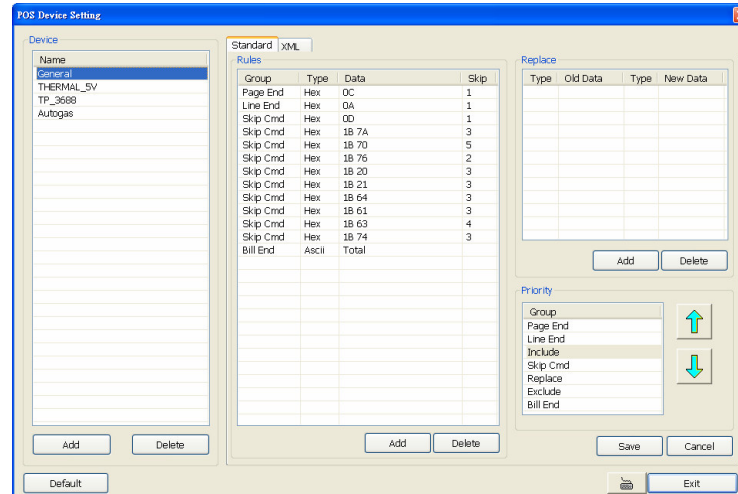 POS Device Setting
Device
Name
General
THERMAL_5V
TP_3688
Autogas
Add Delete
Default
Standard XML
Rules
Group Type Data Skip
Page End Hex 0C 1
Line End Hex 0A 1
Skip Cmd Hex 0D 1
Skip Cmd Hex 1B 7A 3
Skip Cmd Hex 1B 70 5
Skip Cmd Hex 1B 76 2
Skip Cmd Hex 1B 20 3
Skip Cmd Hex 1B 21 3
Skip Cmd Hex 1B 64 3
Skip Cmd Hex 1B 61 3
Skip Cmd Hex 1B 63 4
Skip Cmd Hex 1B 74 3
Bill End Ascii Total
Add Delete
Replace
Type Old Data Type New Data
Add Delete
Priority
Group
Page End
Line End
Include
Skip Cmd
Replace
Exclude
Bill End
Save Cancel
Exit